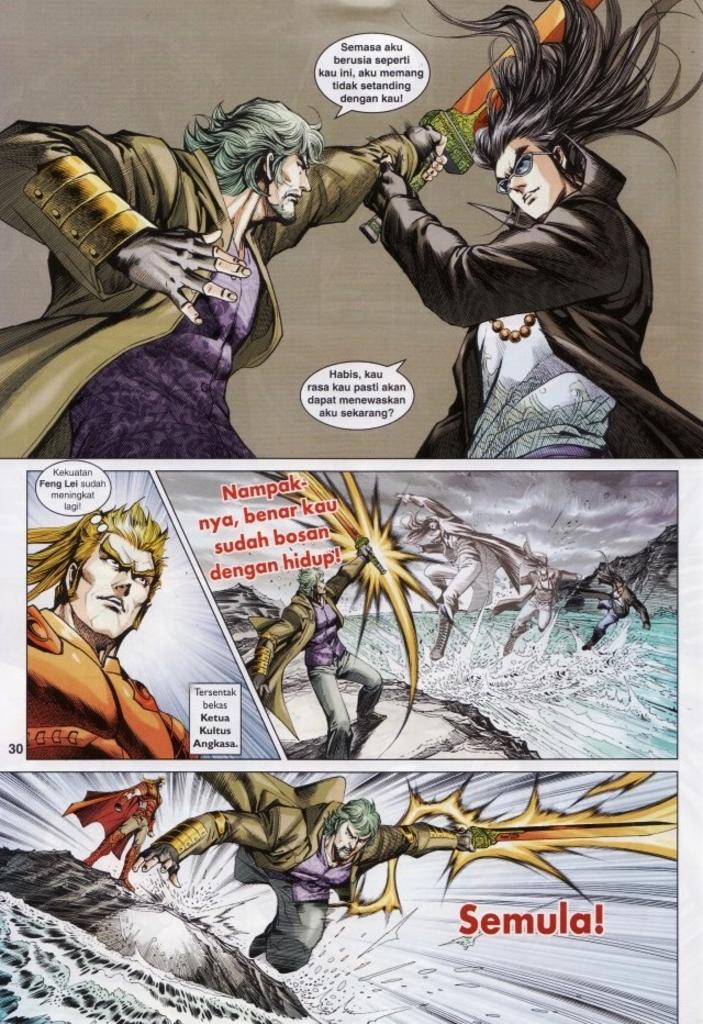 Semasa aku
berusia seperti
kau ini, aku memang
tidak setanding
dengan kau!
Habis, kau
rasa kau pasti akan
dapat menewaskan
aku sekarang?
Kekuatan
Feng Lei sudah
meningkat
lagi!
Nampak-
nya, benar kau
sudah bosan
dengan hidup!
Tersentak
bekas
Ketua
Kultus
Angkasa.
30
Semula!